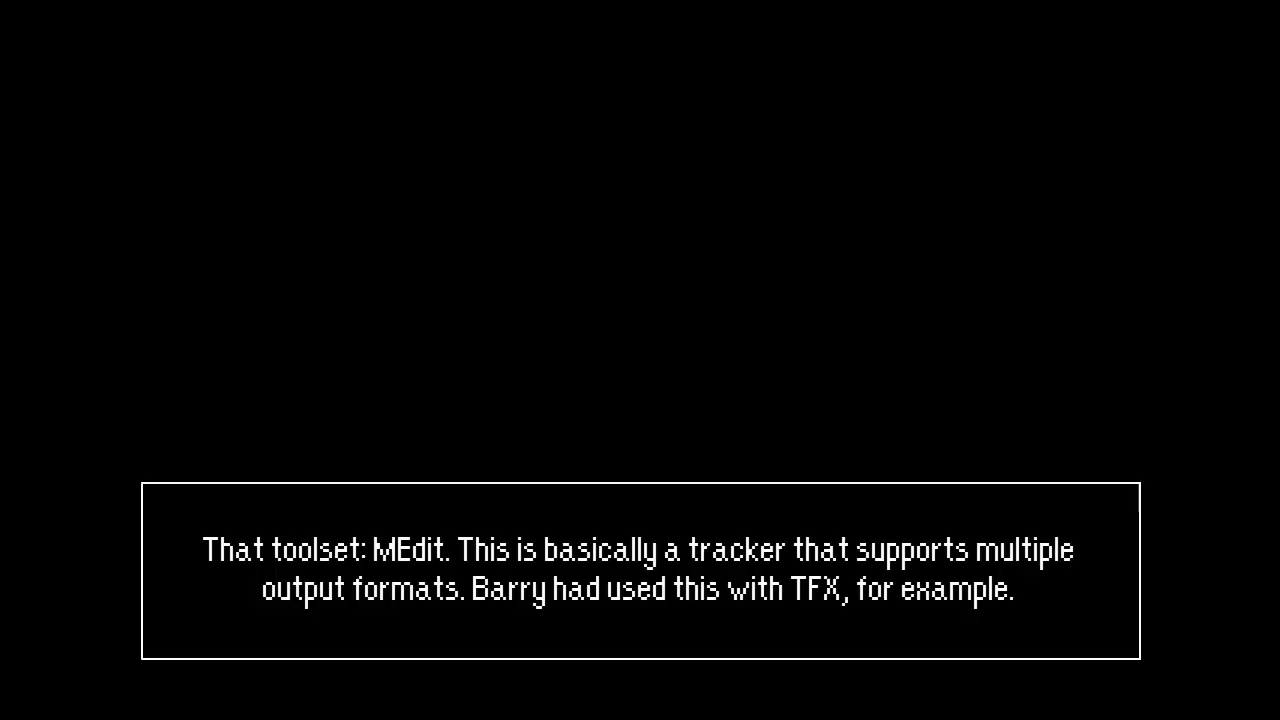 That toolset: MEdit. This is basically a tracker that supports multiple
output formats. Barry had used this with TFX, for example.